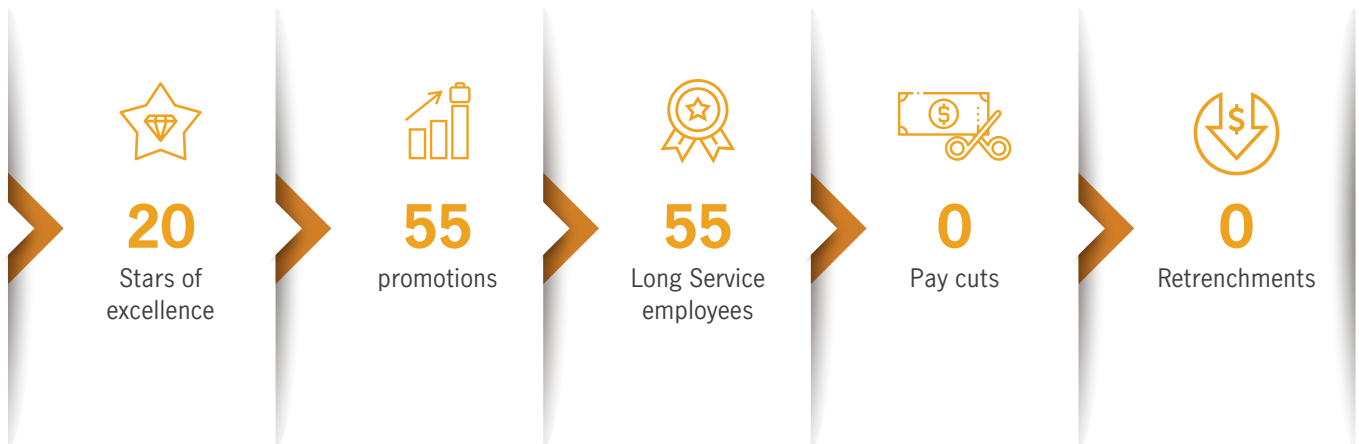 20
Stars of
excellence
55
promotions
55
Long Service
employees
0
Pay cuts
0
Retrenchments